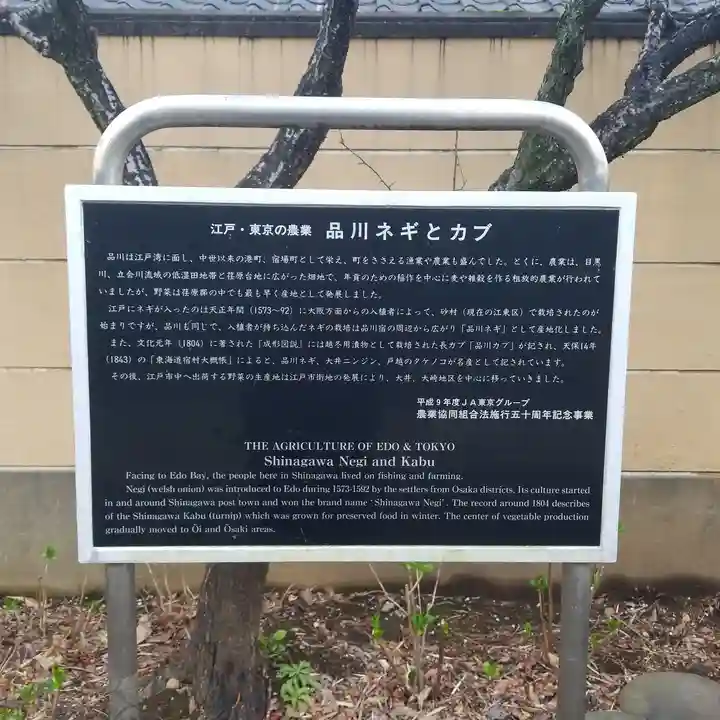 江戸・東京の農業 品川ネギとカブ
品川は江戸湾に面し、中世以来の港町、宿場町として栄え、町をささえる漁業や農業も盛んでした。とくに、農業は、目黒
川、立会川流域の低湿田地帯と荏原台地に広がった畑地で、年貢のための稲作を中心に麦や雑穀を作る粗放的農業が行われて
いましたが、野菜は荏原郡の中でも最も早く産地として発展しました。
江戸にネギが入ったのは天正年間(1573〜92)に大阪方面からの入植者によって、砂村(現在の江東区)で栽培されたのが
始まりですが、品川も同じで、入植者が持ち込んだネギの栽培は品川宿の周辺から広がり「品川ネギ」として産地化しました。
また、文化元年(1804)に著された「成形図説」には越冬用漬物として栽培された長カブ「品川カブ」が記され、天保14年
(1843)の「東海道宿村大概帳」によると、品川ネギ、大井ニンジン、戸越のタケノコが名産として記されています。
その後、江戸市中へ出荷する野菜の生産地は江戸市街地の発展により、大井、大崎地区を中心に移っていきました。
平成9年度JA東京グループ
農業協同組合法施行五十周年記念事業
THE AGRICULTURE OF EDO & TOKYO
Shinagawa Negi and Kabu
Facing to Edo Bay, the people here in Shinagawa lived on fishing and farming.
Negi (welsh onion) was introduced to Edo during 1573-1592 by the settlers from Osaka districts. Its culture started
in and around Shinagawa post town and won the brand name 'Shinagawa Negi'. The record around 1804 describes
of the Shinagawa Kabu (turnip) which was grown for preserved food in winter. The center of vegetable production
gradually moved to Ōi and Ōsaki areas.